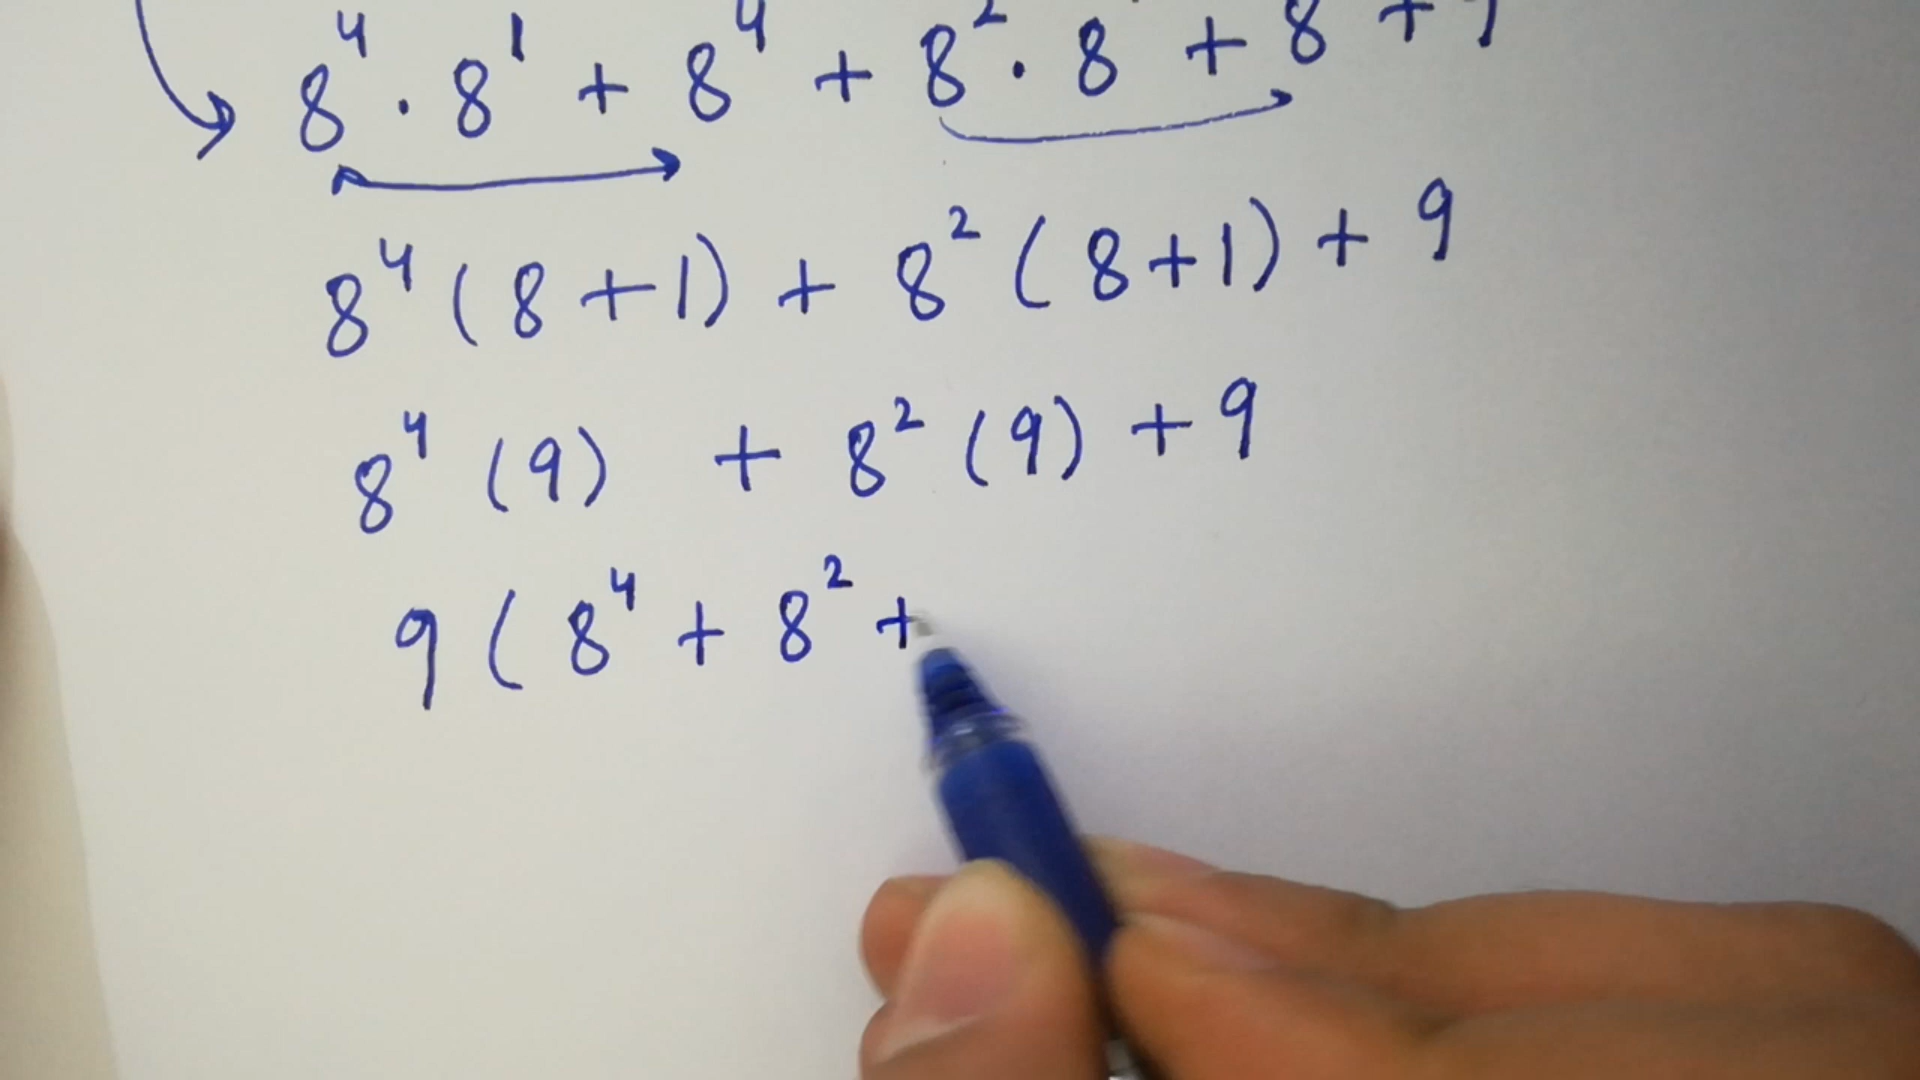 8⁴ · 8¹ + 8⁴ + 8² · 8 + 8 +
8⁴ (8 + 1) + 8² (8 + 1) + 9
8⁴ (9) + 8² (9) + 9
9 ( 8⁴ + 8² +